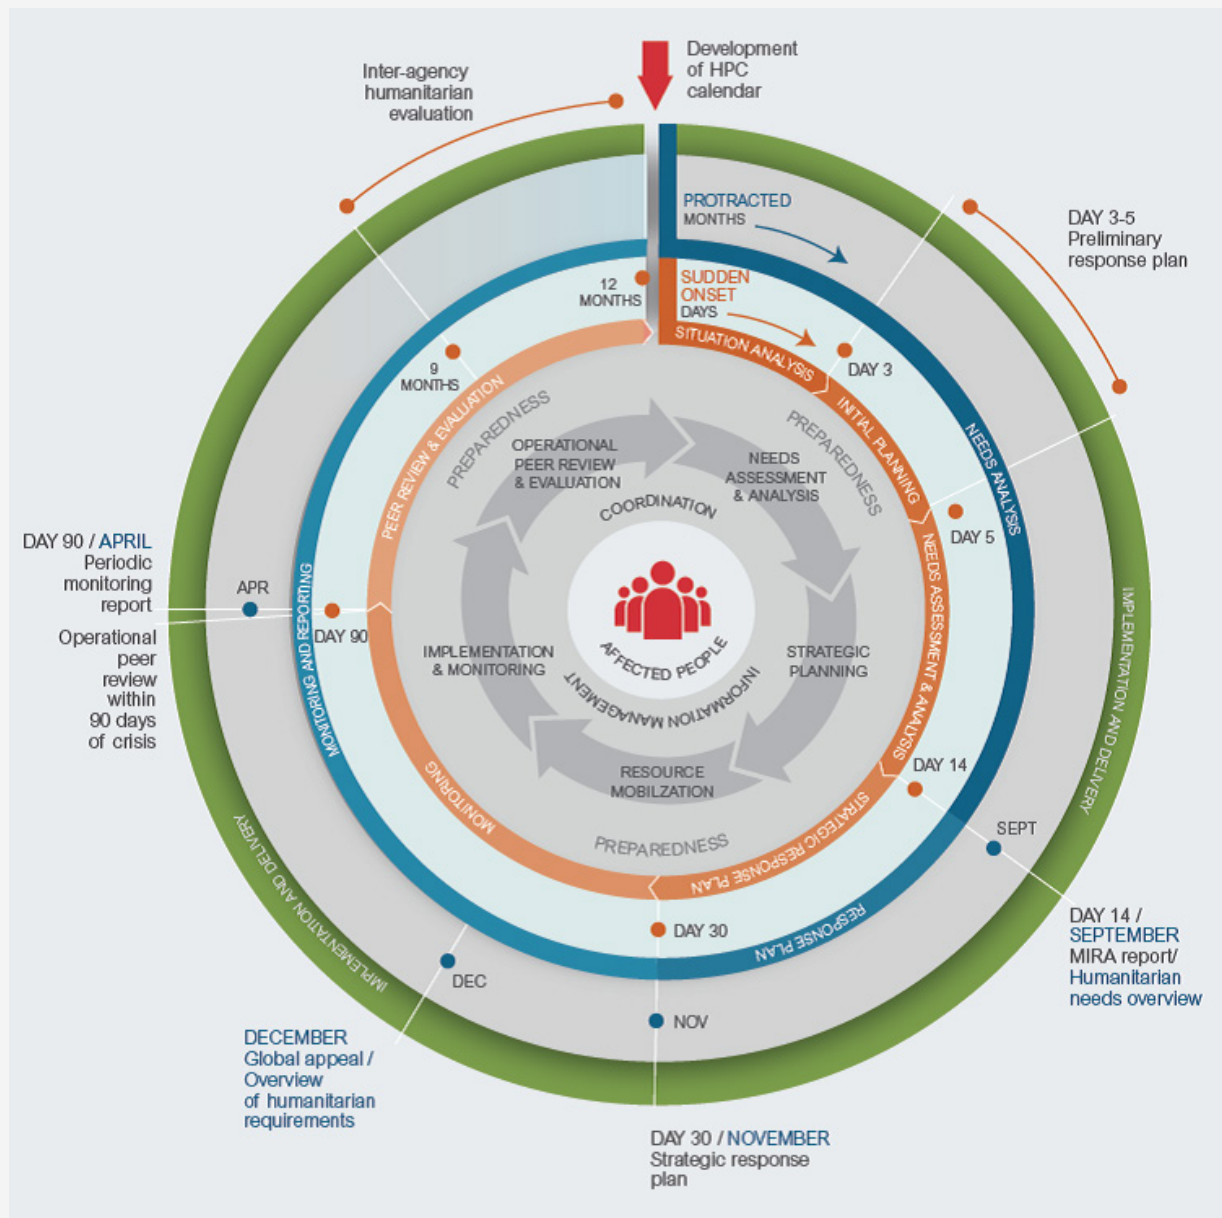 Development
of HPC
calendar
Inter-agency
humanitarian
evaluation
DAY 3-5
Preliminary
response plan
PROTRACTED
MONTHS
SUDDEN
ONSET
DAYS
12
MONTHS
9
MONTHS
SITUATION ANALYSIS
DAY 3
INITIAL PLANNING
NEEDS ANALYSIS
DAY 5
NEEDS ASSESSMENT & ANALYSIS
IMPLEMENTATION AND DELIVERY
DAY 14
SEPT
DAY 14 /
SEPTEMBER
MIRA report/
Humanitarian
needs overview
STRATEGIC RESPONSE PLAN
RESPONSE PLAN
DAY 30
NOV
DAY 30 / NOVEMBER
Strategic response
plan
DEC
DECEMBER
Global appeal /
Overview
of humanitarian
requirements
MONITORING
MONITORING AND REPORTING
IMPLEMENTATION AND DELIVERY
DAY 90
APR
DAY 90 / APRIL
Periodic
monitoring
report
Operational
peer
review
within
90 days
of crisis
PEER REVIEW & EVALUATION
PREPAREDNESS
PREPAREDNESS
PREPAREDNESS
OPERATIONAL
PEER REVIEW
& EVALUATION
NEEDS
ASSESSMENT
& ANALYSIS
STRATEGIC
PLANNING
RESOURCE
MOBILZATION
IMPLEMENTATION
& MONITORING
COORDINATION
AFFECTED PEOPLE
INFORMATION MANAGEMENT